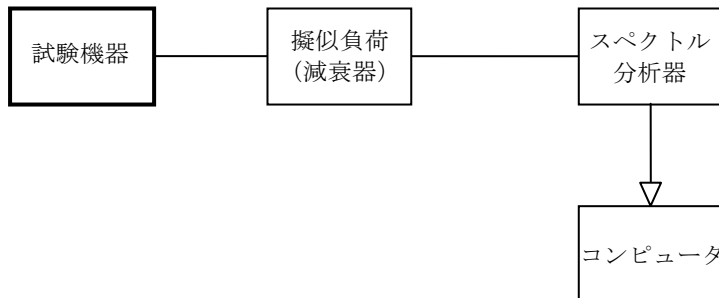 試験機器
擬似負荷
（減衰器）
スペクトル
分析器
コンピュータ